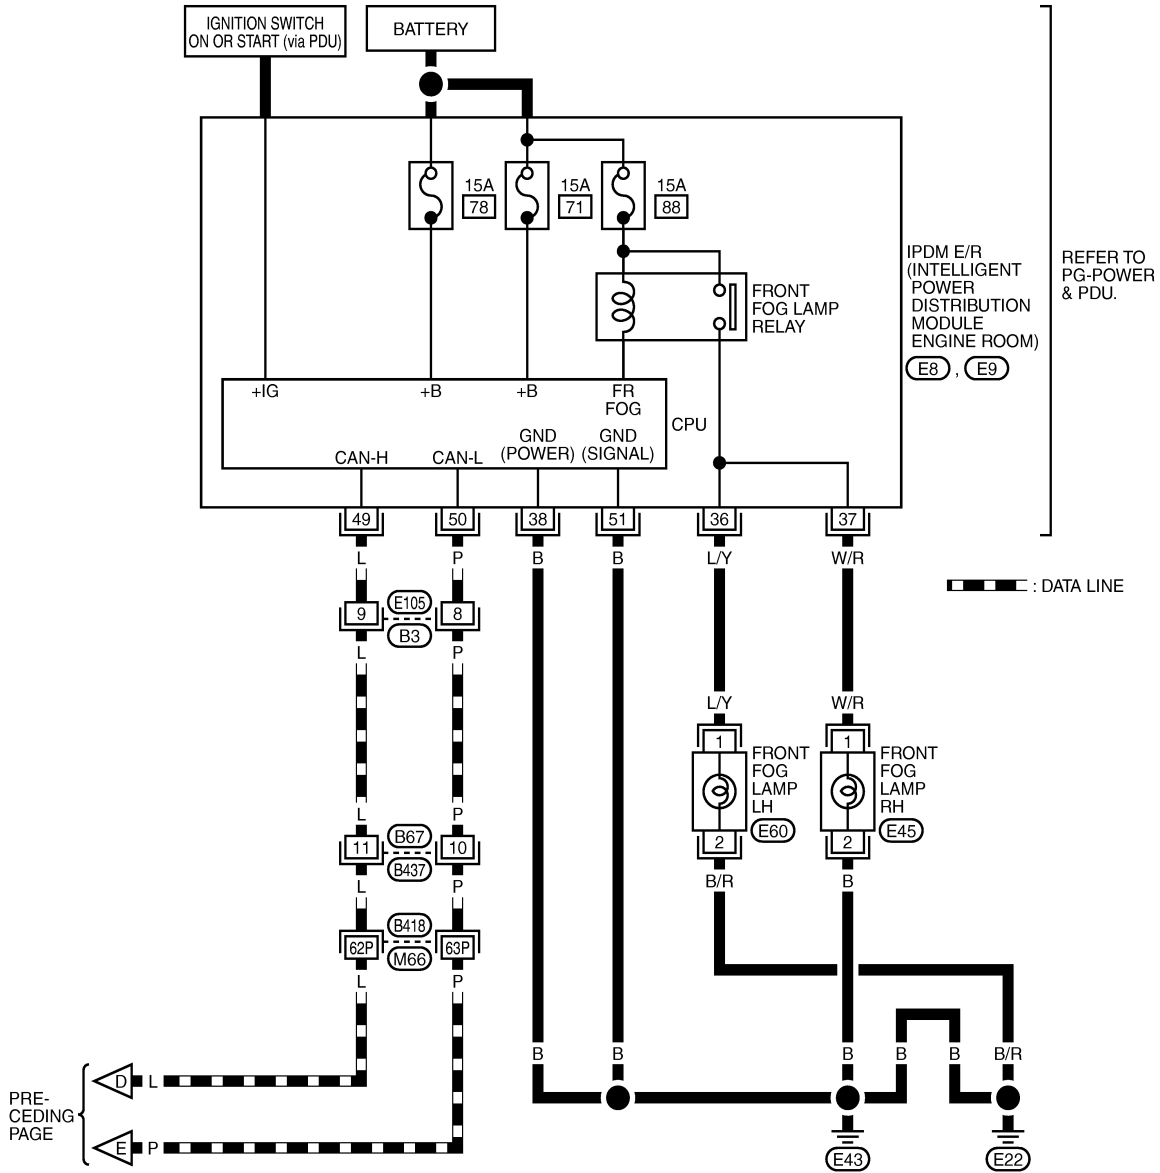 IGNITION SWITCH
ON OR START (via PDU)
BATTERY
15A
78
15A
71
15A
88
FRONT
FOG LAMP
RELAY
IPDM E/R
(INTELLIGENT
POWER
DISTRIBUTION
MODULE
ENGINE ROOM)
E8 , E9
REFER TO
PG-POWER
& PDU.
+IG
+B
+B
FR
FOG
CPU
CAN-H
CAN-L
GND
(POWER)
GND
(SIGNAL)
49
50
38
51
36
37
L
P
B
B
L/Y
W/R
: DATA LINE
9
E105
8
B3
L
P
L/Y
W/R
1
1
FRONT
FOG
LAMP
LH
E60
FRONT
FOG
LAMP
RH
E45
2
2
L
P
11
B67
10
B437
L
P
B/R
B
62P
B418
63P
M66
L
P
B
B
B
B
B
B/R
PRE-
CEDING
PAGE
D
L
E
P
E43
E22